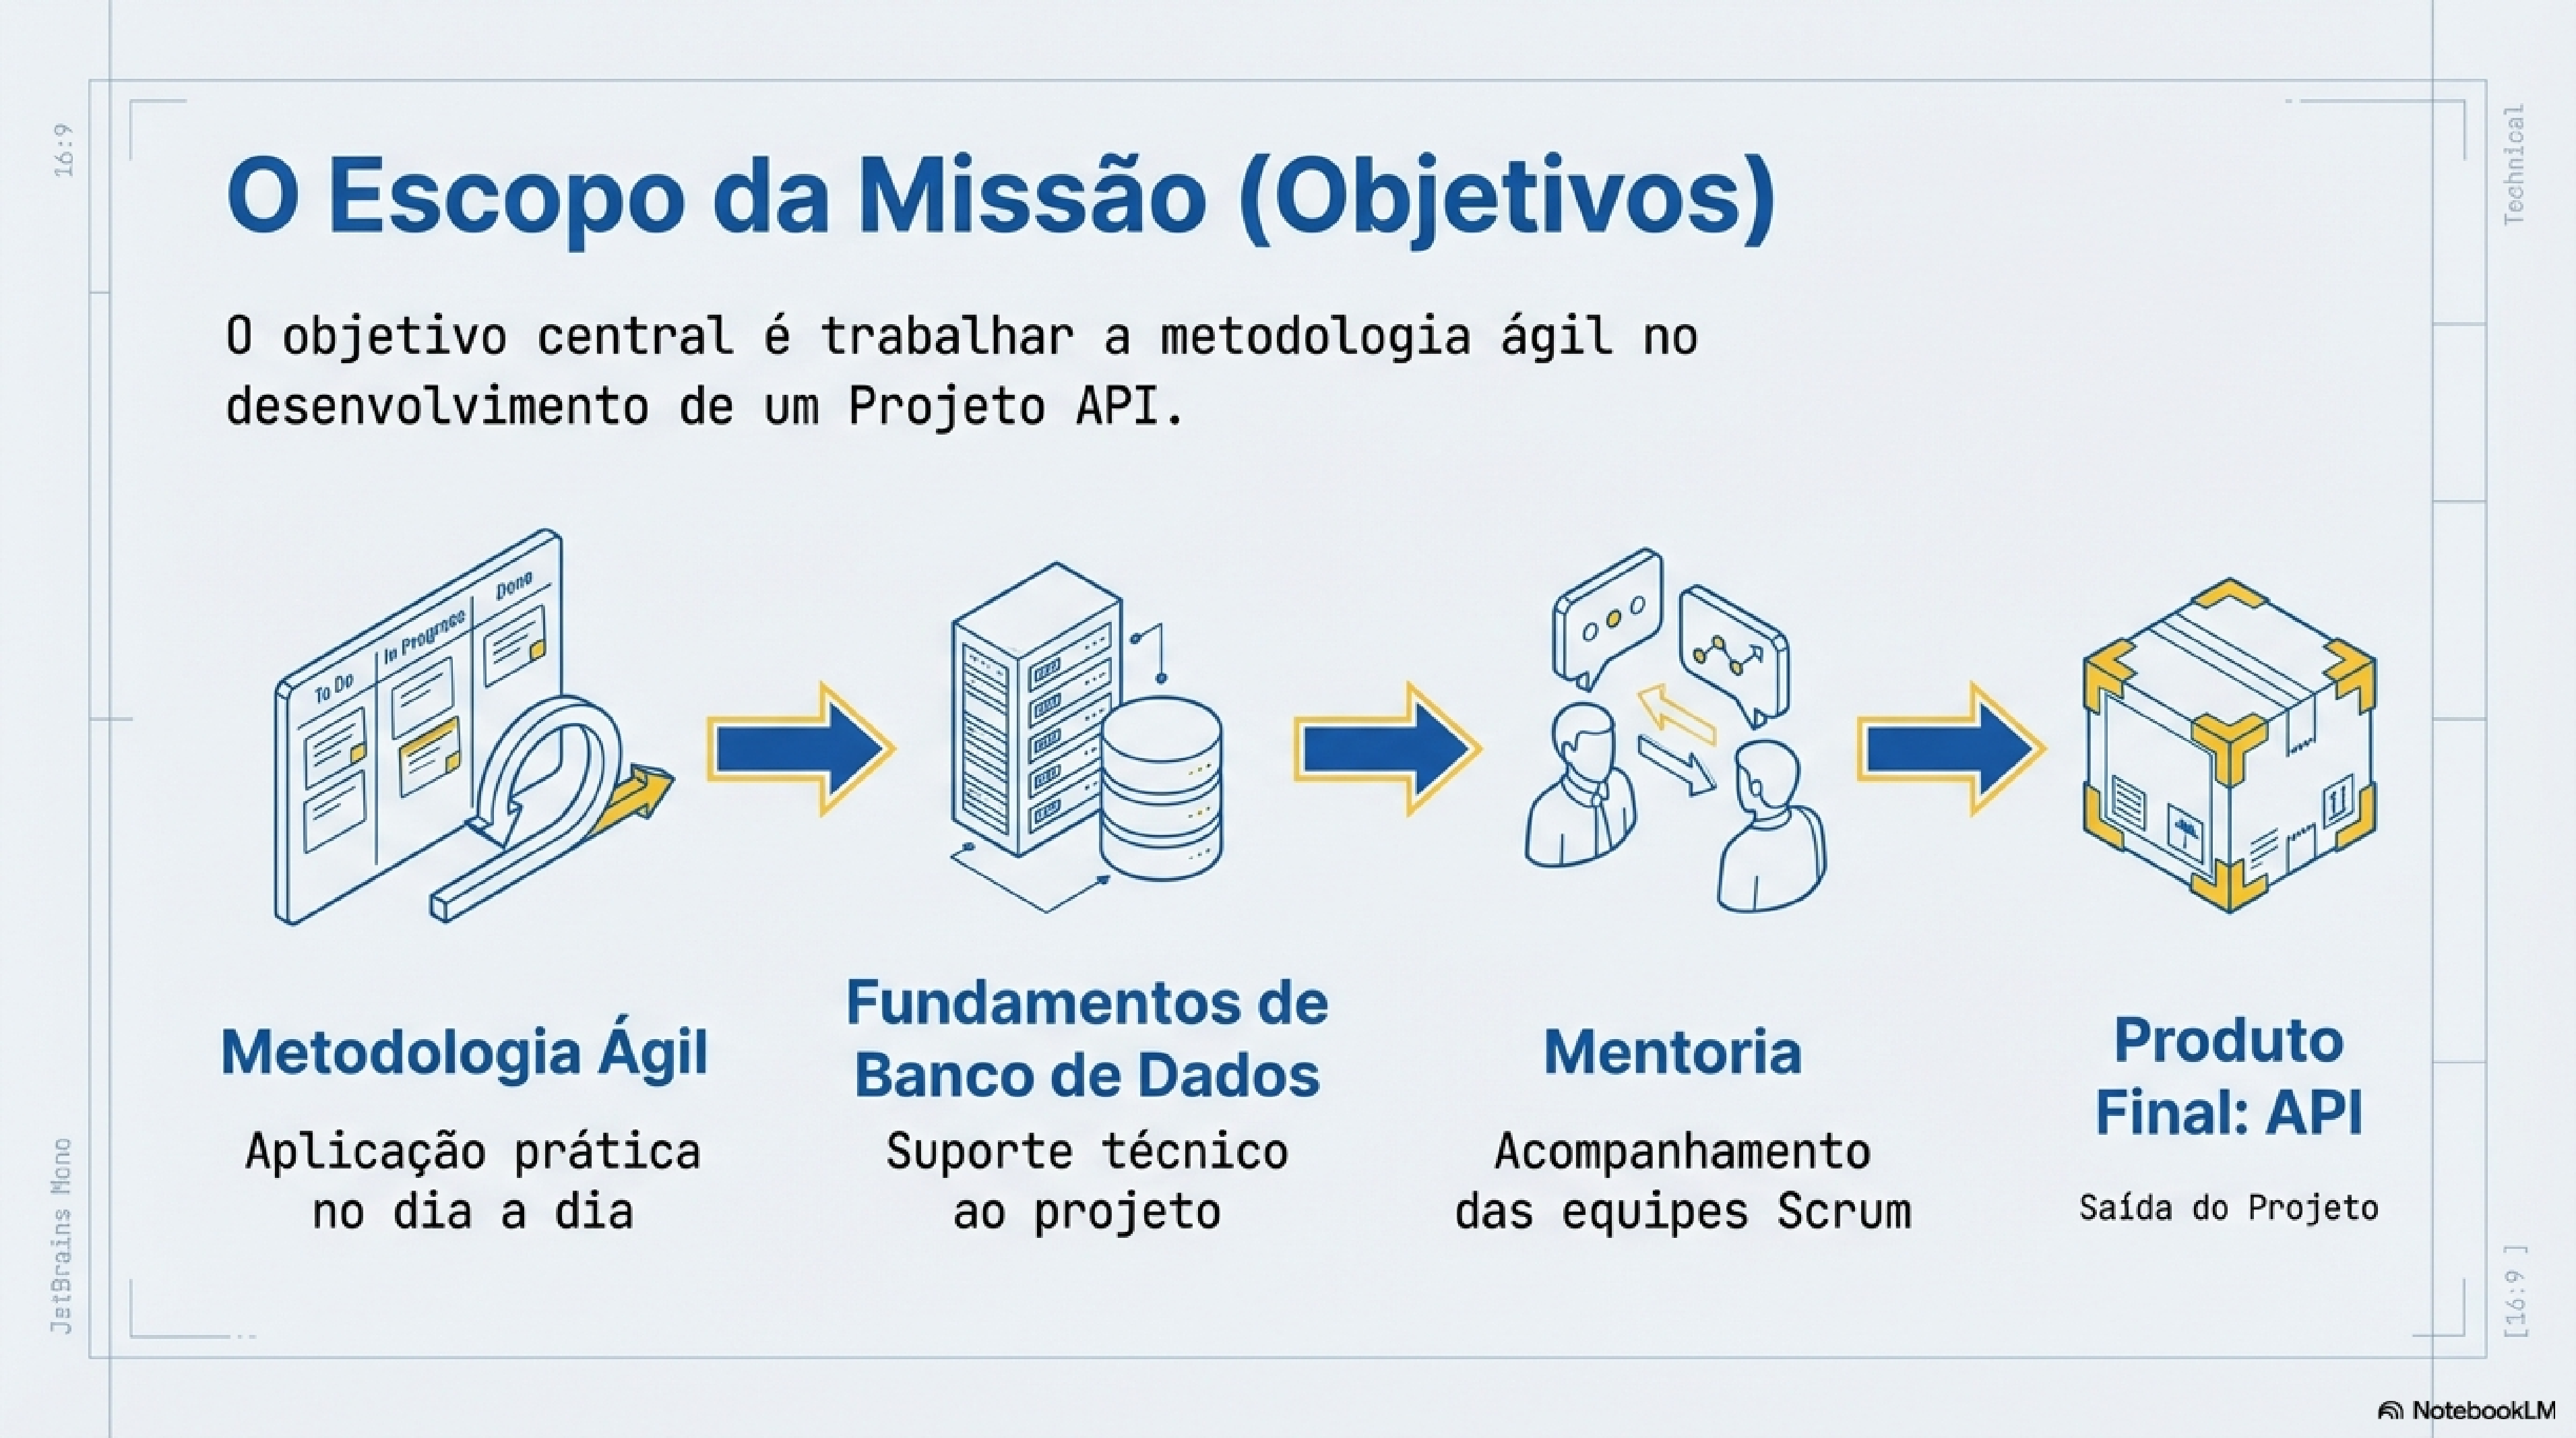 O Escopo da Missão (Objetivos)
O objetivo central é trabalhar a metodologia ágil no
desenvolvimento de um Projeto API.
To Do
In Progress
Done
Metodologia Ágil
Aplicação prática
no dia a dia
Fundamentos de
Banco de Dados
Suporte técnico
ao projeto
Mentoria
Acompanhamento
das equipes Scrum
Produto
Final: API
Saída do Projeto
16:9
JetBrains Mono
Technical
[16:9 ]
NotebookLM